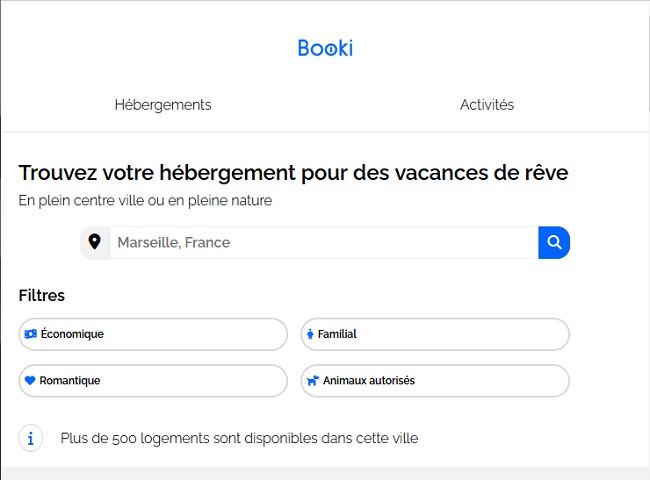 Booki
Hébergements Activités
Trouvez votre hébergement pour des vacances de rêve
En plein centre ville ou en pleine nature
Marseille, France
Filtres
Économique Familial
Romantique Animaux autorisés
i Plus de 500 logements sont disponibles dans cette ville